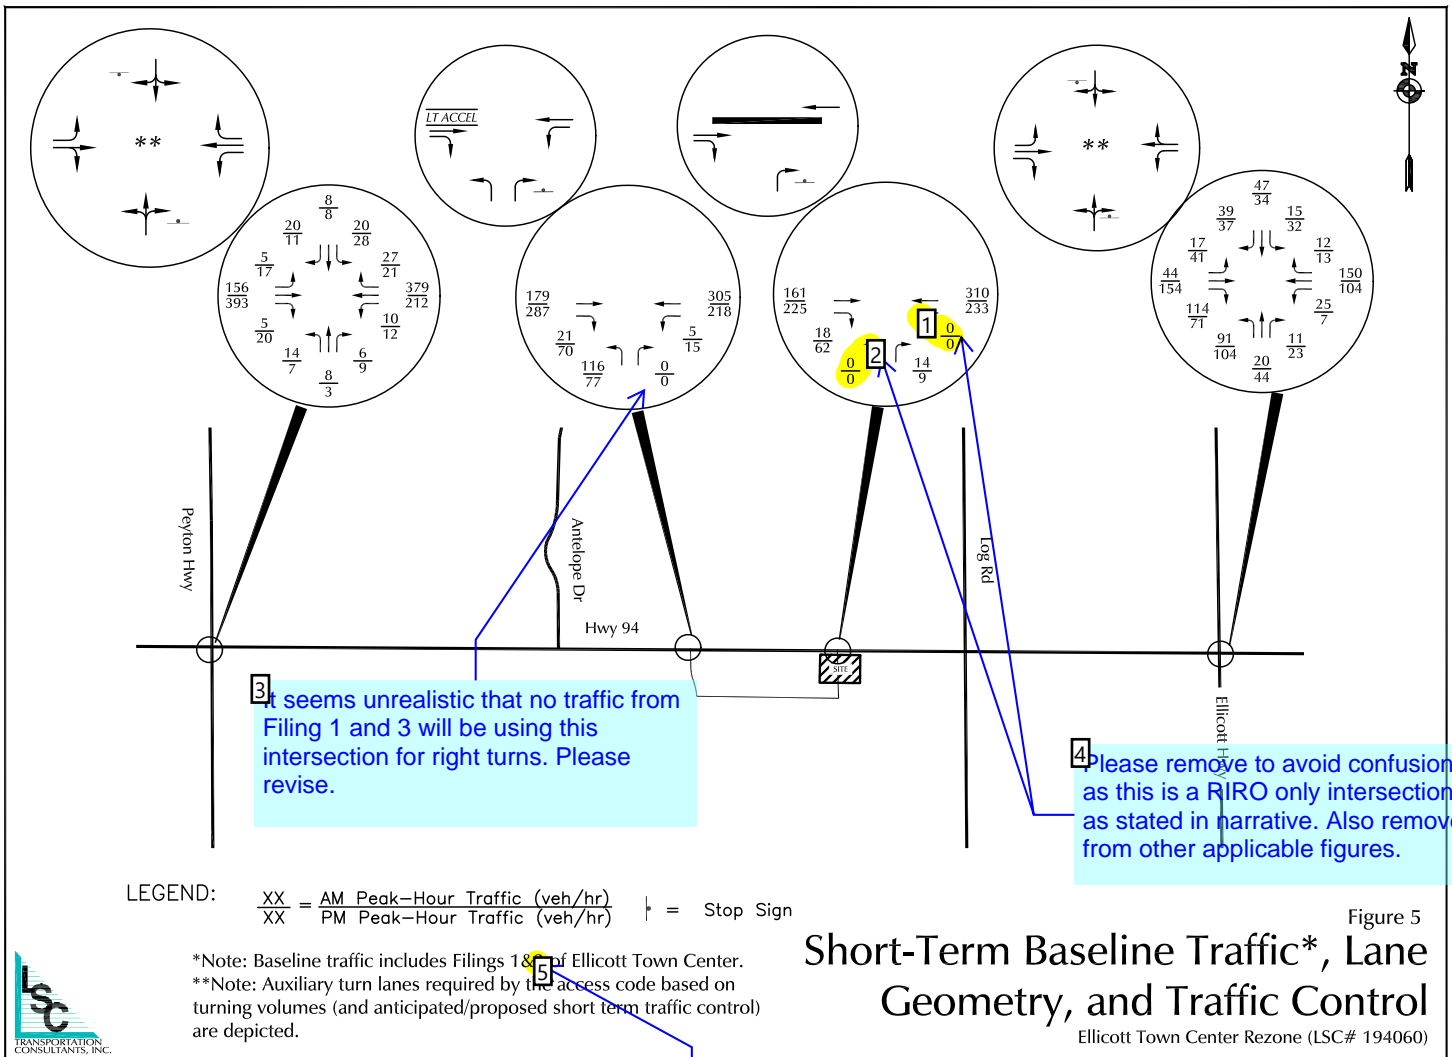 LT ACCEL
N
8
8
20
11
20
28
5
17
27
21
156
393
379
212
5
20
10
12
14
7
6
9
8
3
179
287
305
218
21
70
5
15
116
77
0
0
161
225
310
233
18
62
1
0
0
2
0
0
14
9
47
34
39
37
15
32
17
41
12
13
44
154
150
104
114
71
25
7
91
104
11
23
20
44
Peyton Hwy
Antelope Dr
Log Rd
Hwy 94
SITE
Ellicott Hwy
3
It seems unrealistic that no traffic from
Filing 1 and 3 will be using this
intersection for right turns. Please
revise.
4
Please remove to avoid confusion
as this is a RIRO only intersection
as stated in narrative. Also remove
from other applicable figures.
LEGEND:
XX = AM Peak-Hour Traffic (veh/hr)
XX PM Peak-Hour Traffic (veh/hr)
= Stop Sign
*Note: Baseline traffic includes Filings 1& of Ellicott Town Center.
5
**Note: Auxiliary turn lanes required by the access code based on
turning volumes (and anticipated/proposed short term traffic control)
are depicted.
Figure 5
Short-Term Baseline Traffic*, Lane
Geometry, and Traffic Control
Ellicott Town Center Rezone (LSC# 194060)
LSC
TRANSPORTATION
CONSULTANTS, INC.